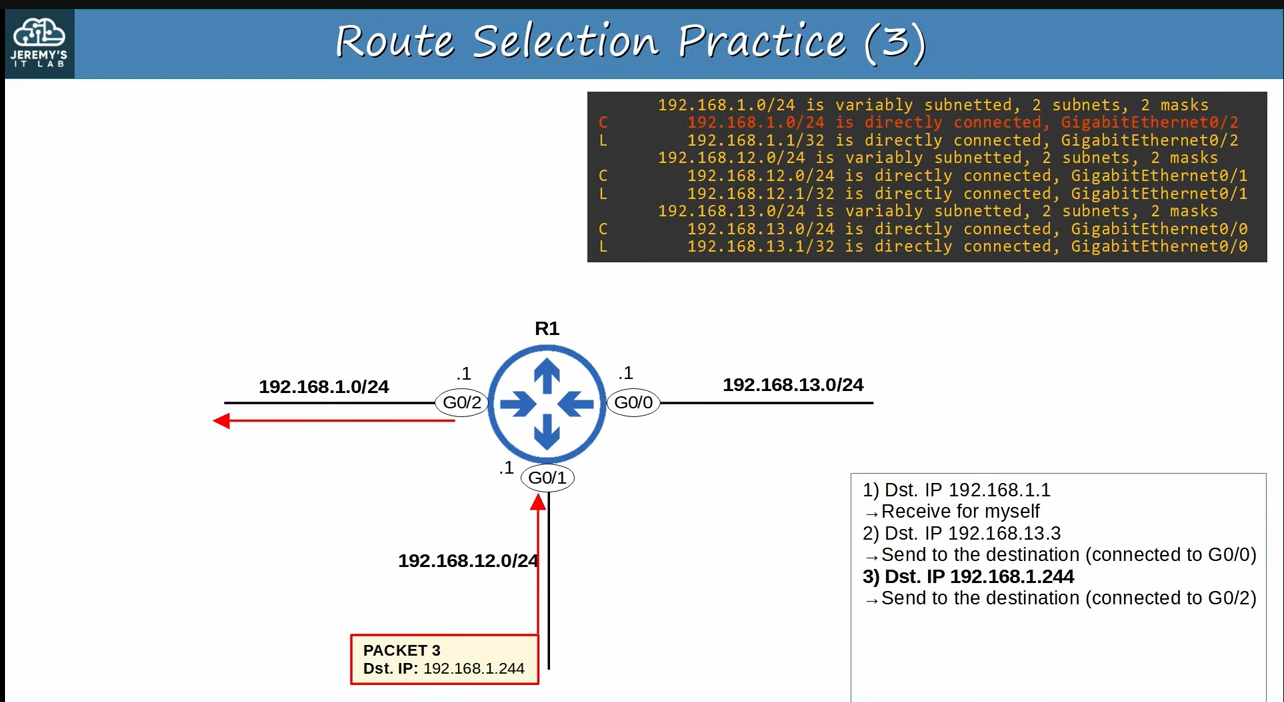 JEREMY'S
IT LAB
Route Selection Practice (3)
192.168.1.0/24 is variably subnetted, 2 subnets, 2 masks
C 192.168.1.0/24 is directly connected, GigabitEthernet0/2
L 192.168.1.1/32 is directly connected, GigabitEthernet0/2
192.168.12.0/24 is variably subnetted, 2 subnets, 2 masks
C 192.168.12.0/24 is directly connected, GigabitEthernet0/1
L 192.168.12.1/32 is directly connected, GigabitEthernet0/1
192.168.13.0/24 is variably subnetted, 2 subnets, 2 masks
C 192.168.13.0/24 is directly connected, GigabitEthernet0/0
L 192.168.13.1/32 is directly connected, GigabitEthernet0/0
R1
192.168.1.0/24
.1
G0/2
.1
G0/0
192.168.13.0/24
.1
G0/1
192.168.12.0/24
PACKET 3
Dst. IP: 192.168.1.244
1) Dst. IP 192.168.1.1
→Receive for myself
2) Dst. IP 192.168.13.3
→Send to the destination (connected to G0/0)
3) Dst. IP 192.168.1.244
→Send to the destination (connected to G0/2)